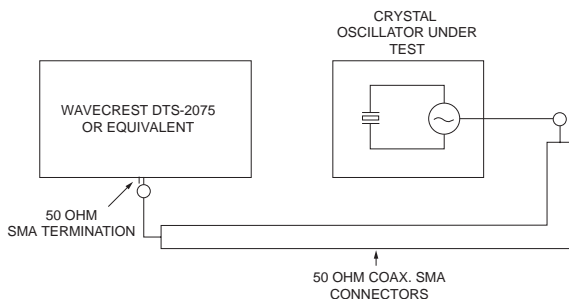 CRYSTAL
OSCILLATOR UNDER
TEST
WAVECREST DTS-2075
OR EQUIVALENT
50 OHM
SMA TERMINATION
50 OHM COAX. SMA
CONNECTORS